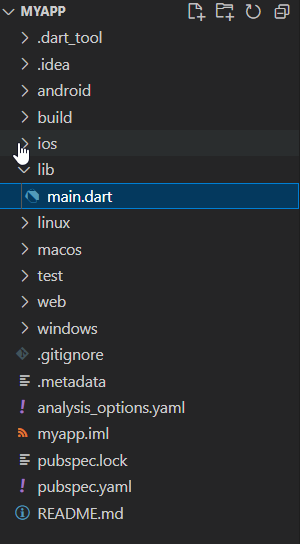 MYAPP
.dart_tool
.idea
android
build
ios
lib
main.dart
linux
macos
test
web
windows
.gitignore
.metadata
analysis_options.yaml
myapp.iml
pubspec.lock
pubspec.yaml
README.md